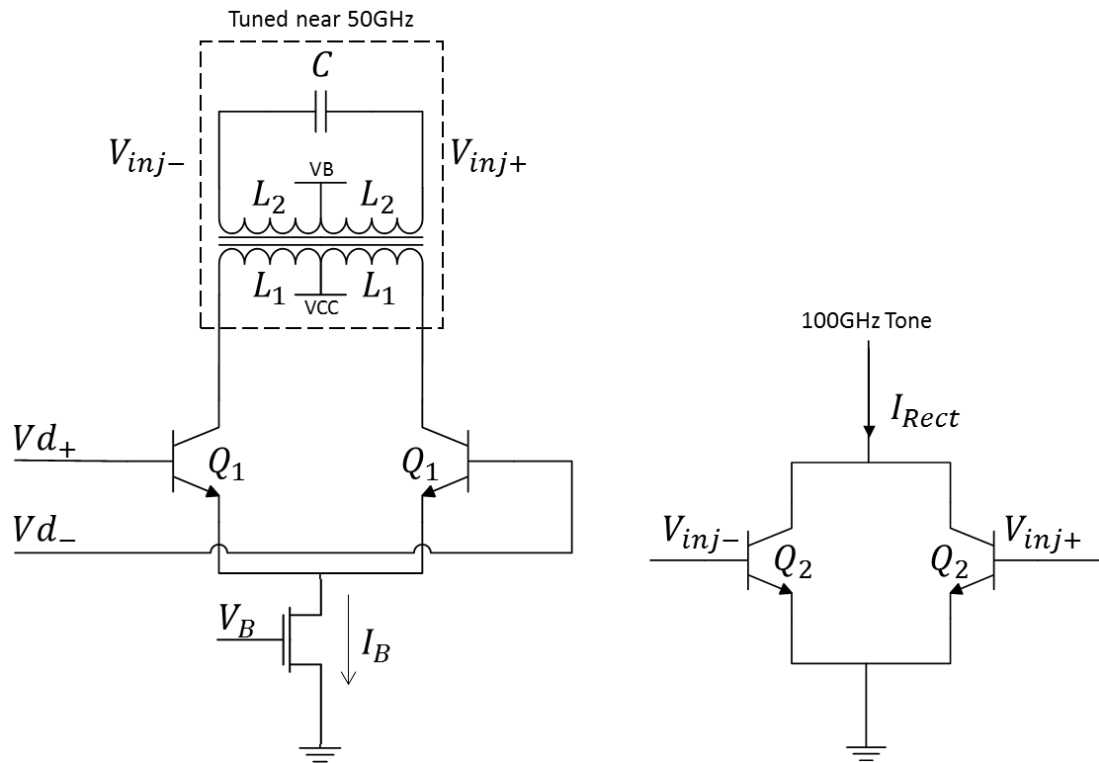 Tuned near 50GHz
C
V_{inj-}
V_{inj+}
VB
L_2
L_2
L_1
L_1
VCC
100GHz Tone
I_{Rect}
Vd_+
Q_1
Q_1
Vd_-
V_{inj-}
Q_2
Q_2
V_{inj+}
V_B
I_B